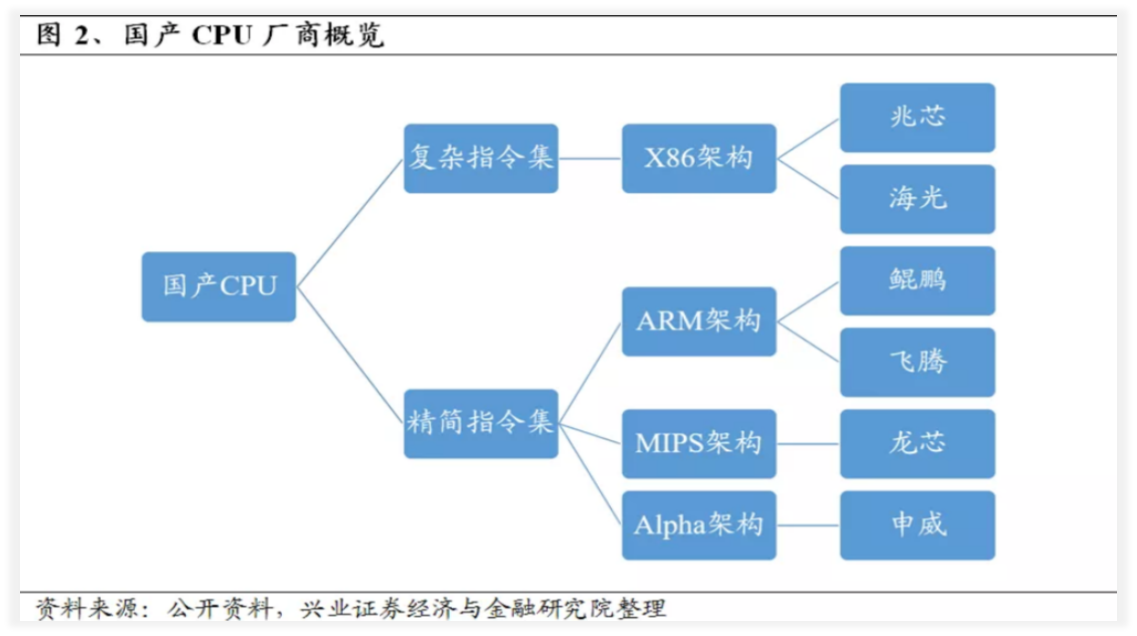 图 2、国产 CPU 厂商概览
国产CPU
复杂指令集
X86架构
兆芯
海光
精简指令集
ARM架构
鲲鹏
飞腾
MIPS架构
龙芯
Alpha架构
申威
资料来源：公开资料，兴业证券经济与金融研究院整理